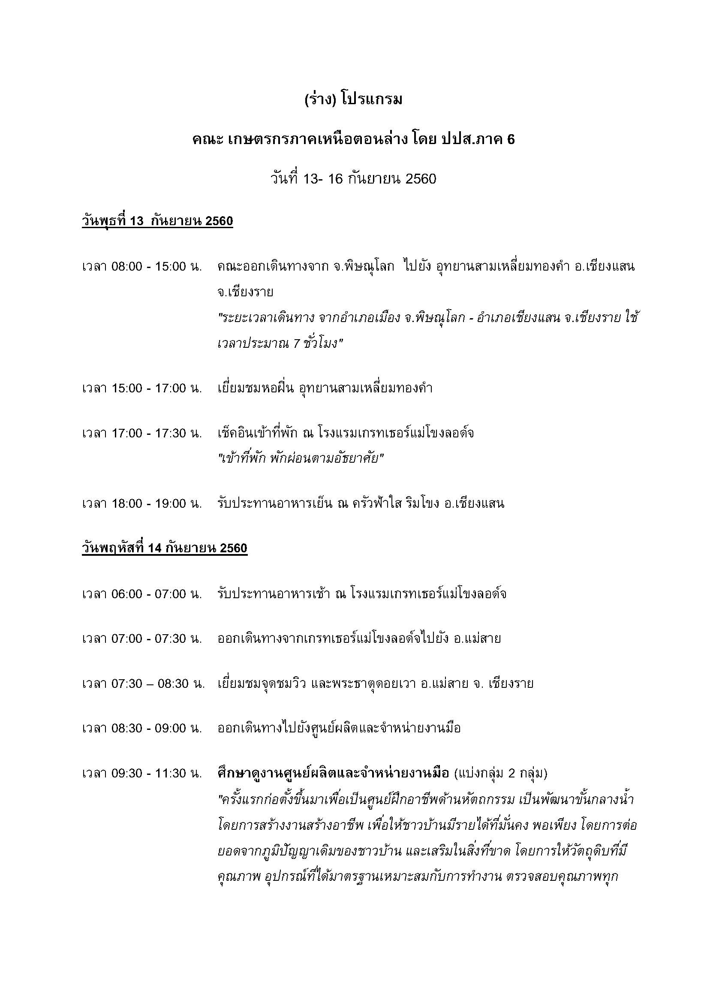 (ร่าง) โปรแกรม
คณะ เกษตรกรภาคเหนือตอนล่าง โดย ปปส.ภาค 6
วันที่ 13- 16 กันยายน 2560
วันพุธที่ 13 กันยายน 2560
เวลา 08:00 - 15:00 น. คณะออกเดินทางจาก จ.พิษณุโลก ไปยัง อุทยานสามเหลี่ยมทองคำ อ.เชียงแสน
จ.เชียงราย
"ระยะเวลาเดินทาง จากอำเภอเมือง จ.พิษณุโลก - อำเภอเชียงแสน จ.เชียงราย ใช้
เวลาประมาณ 7 ชั่วโมง"
เวลา 15:00 - 17:00 น. เยี่ยมชมหอฝิ่น อุทยานสามเหลี่ยมทองคำ
เวลา 17:00 - 17:30 น. เช็คอินเข้าที่พัก ณ โรงแรมเกรทเธอร์แม่โขงลอด์จ
"เข้าที่พัก พักผ่อนตามอัธยาศัย"
เวลา 18:00 - 19:00 น. รับประทานอาหารเย็น ณ ครัวฟ้าใส ริมโขง อ.เชียงแสน
วันพฤหัสที่ 14 กันยายน 2560
เวลา 06:00 - 07:00 น. รับประทานอาหารเช้า ณ โรงแรมเกรทเธอร์แม่โขงลอด์จ
เวลา 07:00 - 07:30 น. ออกเดินทางจากเกรทเธอร์แม่โขงลอด์จไปยัง อ.แม่สาย
เวลา 07:30 – 08:30 น. เยี่ยมชมจุดชมวิว และพระธาตุดอยเวา อ.แม่สาย จ. เชียงราย
เวลา 08:30 - 09:00 น. ออกเดินทางไปยังศูนย์ผลิตและจำหน่ายงานมือ
เวลา 09:30 - 11:30 น. ศึกษาดูงานศูนย์ผลิตและจำหน่ายงานมือ (แบ่งกลุ่ม 2 กลุ่ม)
"ครั้งแรกก่อตั้งขึ้นมาเพื่อเป็นศูนย์ฝึกอาชีพด้านหัตถกรรม เป็นพัฒนาขั้นกลางน้ำ
โดยการสร้างงานสร้างอาชีพ เพื่อให้ชาวบ้านมีรายได้ที่มั่นคง พอเพียง โดยการต่อ
ยอดจากภูมิปัญญาเดิมของชาวบ้าน และเสริมในสิ่งที่ขาด โดยการให้วัตถุดิบที่มี
คุณภาพ อุปกรณ์ที่ได้มาตรฐานเหมาะสมกับการทำงาน ตรวจสอบคุณภาพทุก